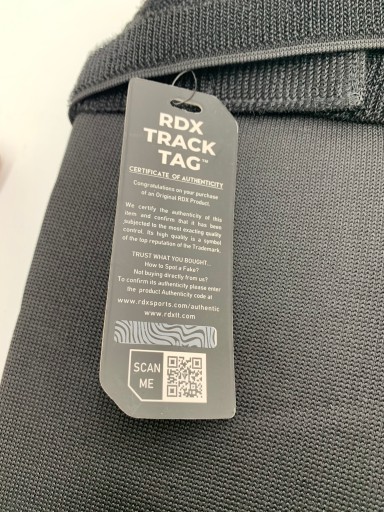 RDX
TRACK
TAG™
CERTIFICATE OF AUTHENTICITY
Congratulations on your purchase
of an Original RDX Product.
We certify the authenticity of this
item and confirm that it has been
subjected to the most exacting quality
control. Its high quality is a symbol
of the top reputation of the Trademark.
TRUST WHAT YOU BOUGHT.
How to Spot a Fake?
Not buying directly from us?
To confirm its authenticity please enter
the product Authenticity code at
www.rdxsports.com/authentic
www.rdxlt.com
SCAN
ME